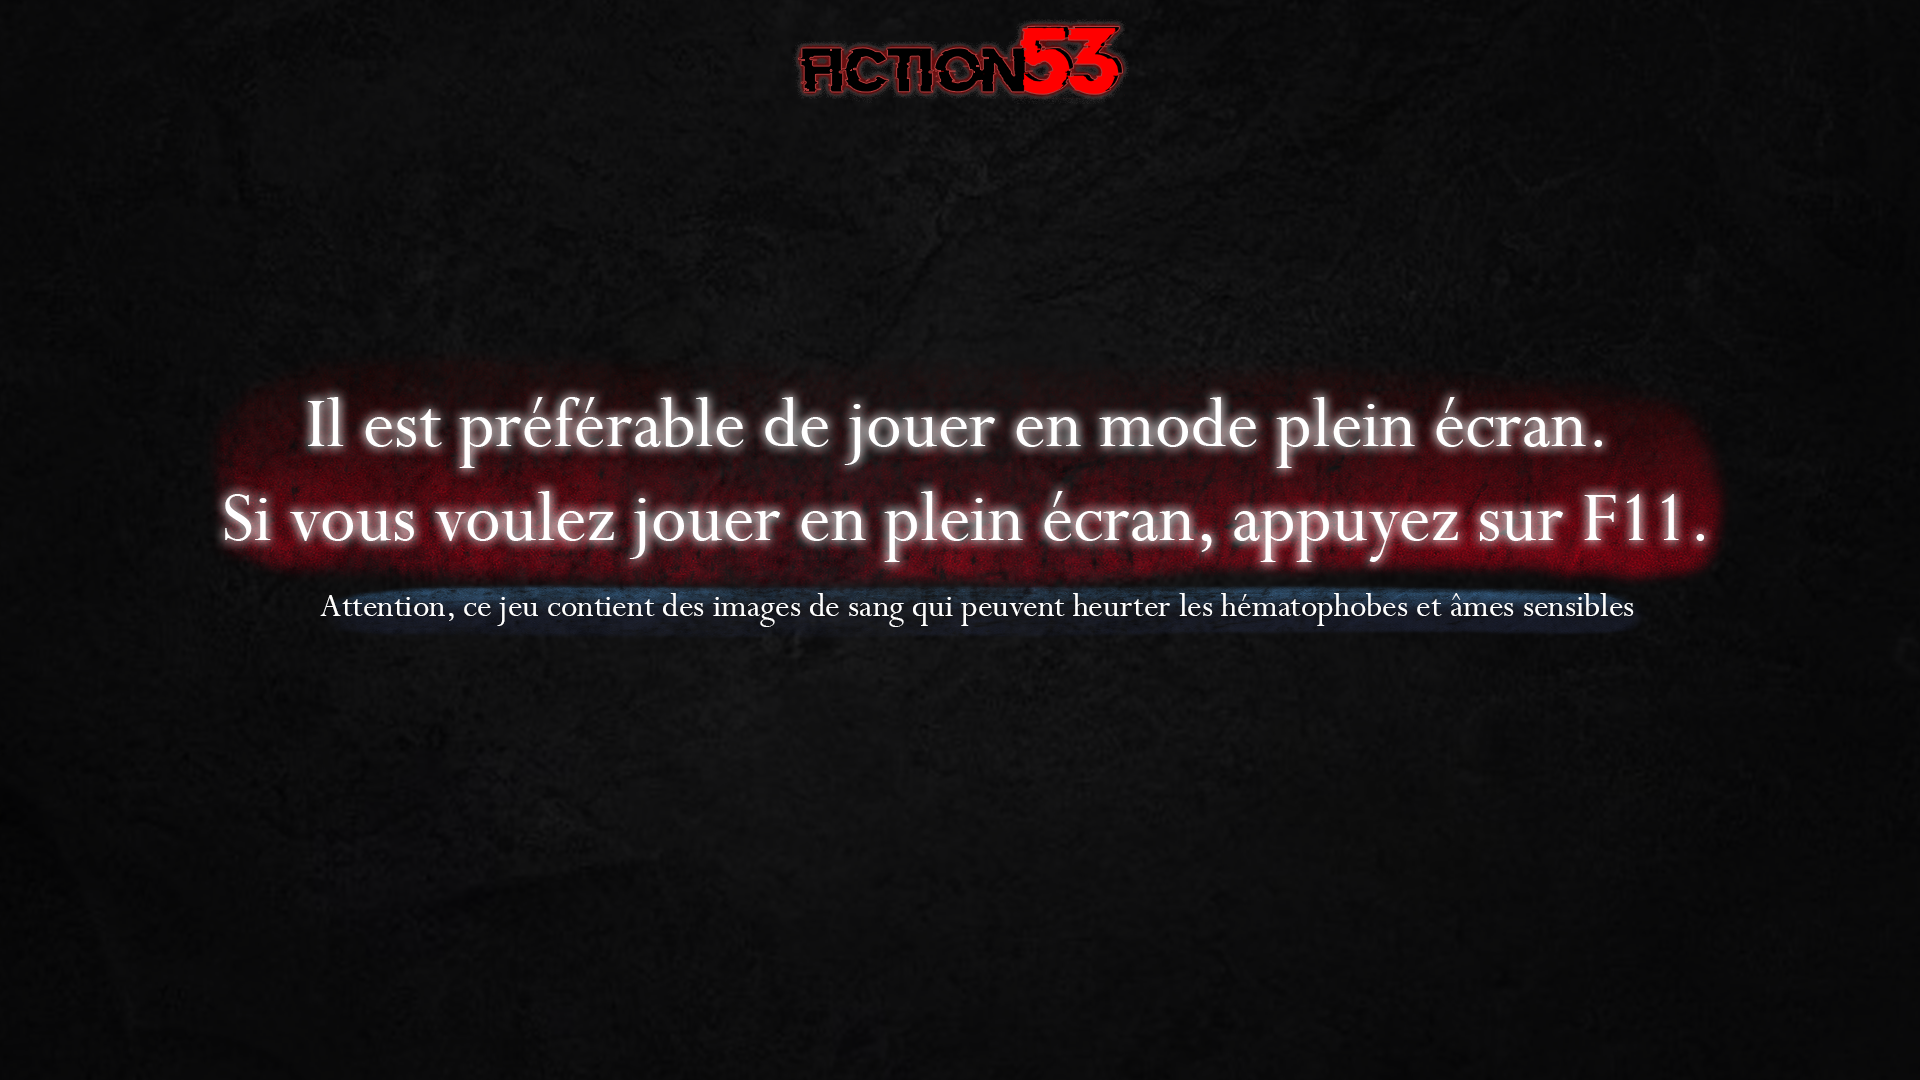 FICTION53
Il est préférable de jouer en mode plein écran.
Si vous voulez jouer en plein écran, appuyez sur F11.
Attention, ce jeu contient des images de sang qui peuvent heurter les hématophobes et âmes sensibles